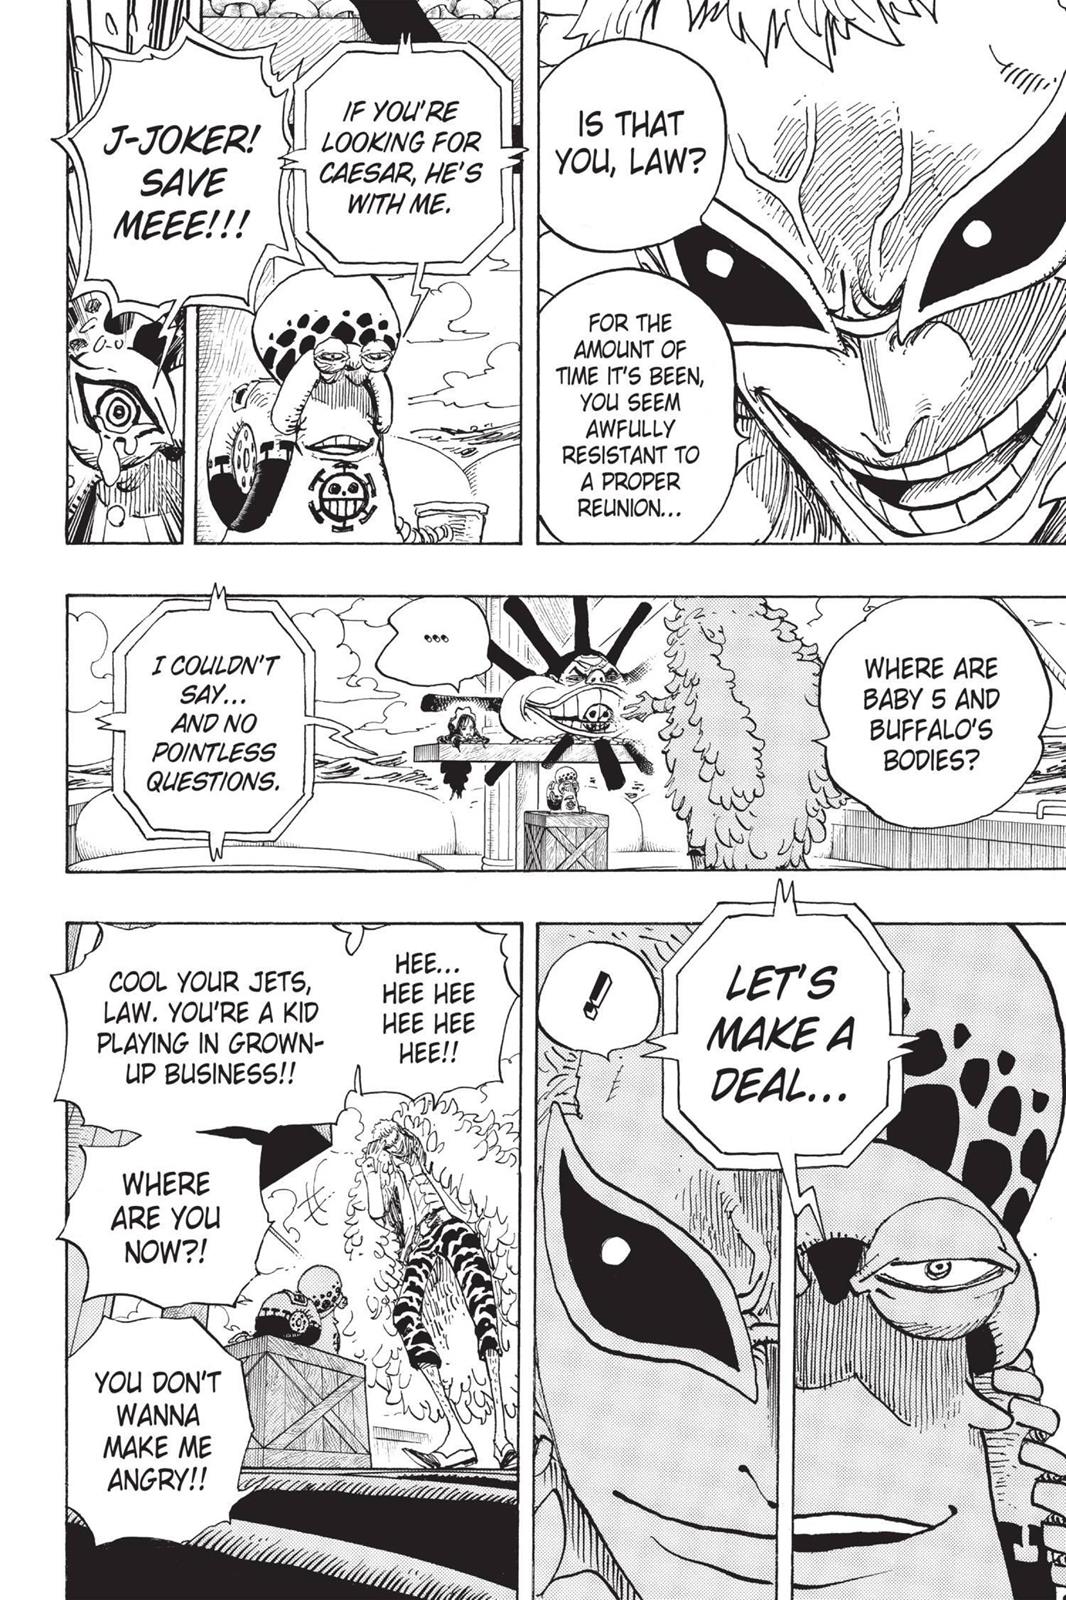 IS THAT
YOU, LAW?
FOR THE
AMOUNT OF
TIME IT'S BEEN,
YOU SEEM
AWFULLY
RESISTANT TO
A PROPER
REUNION...
IF YOU'RE
LOOKING FOR
CAESAR, HE'S
WITH ME.
J-JOKER!
SAVE
MEEE!!!
WHERE ARE
BABY 5 AND
BUFFALO'S
BODIES?
...
I COULDN'T
SAY...
AND NO
POINTLESS
QUESTIONS.
LET'S
MAKE A
DEAL...
!
HEE...
HEE HEE
HEE HEE
HEE!!
COOL YOUR JETS,
LAW. YOU'RE A KID
PLAYING IN GROWN-
UP BUSINESS!!
WHERE
ARE YOU
NOW?!
YOU DON'T
WANNA
MAKE ME
ANGRY!!